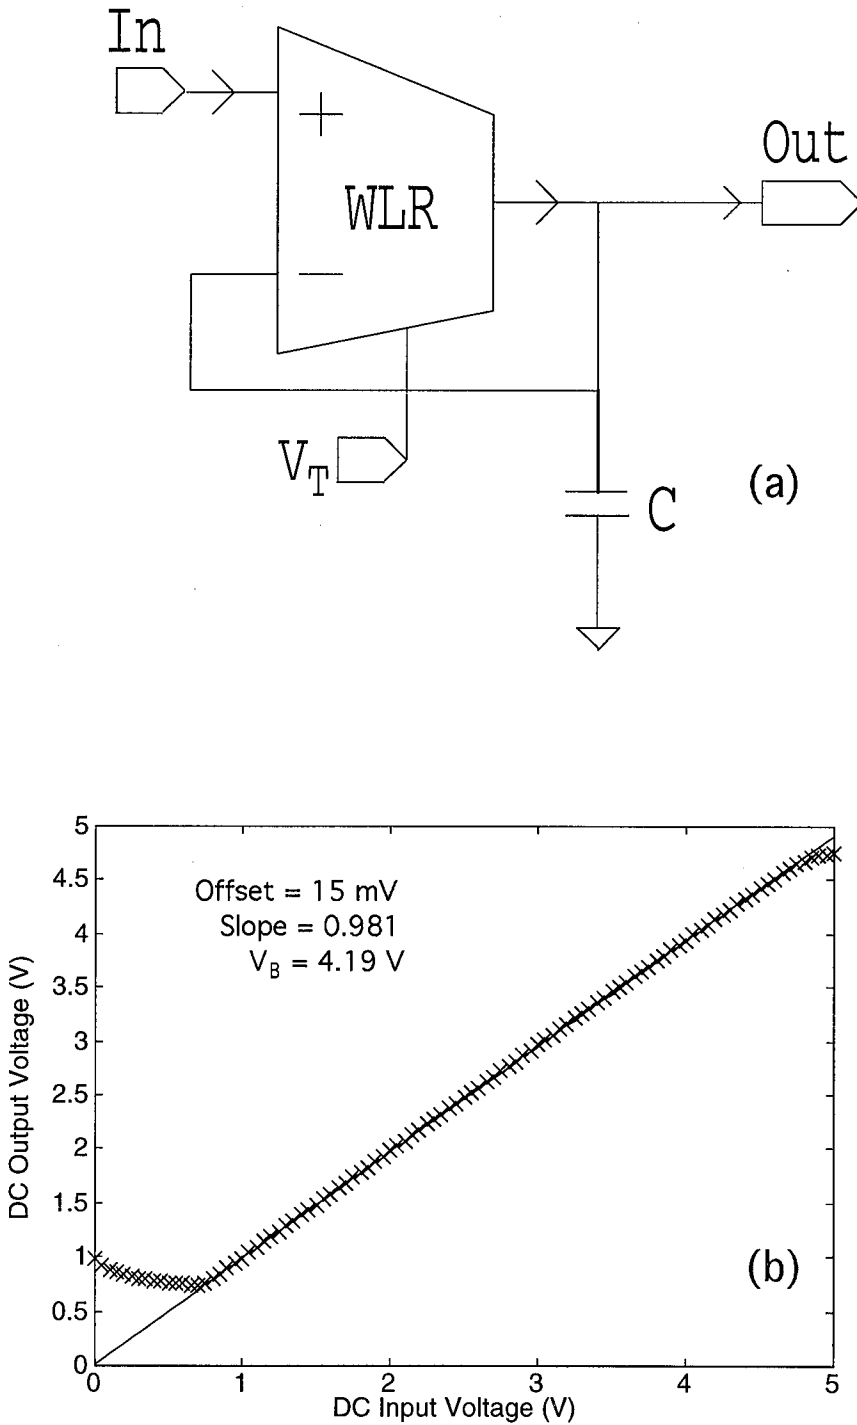 In
+
WLR
Out
−
V_T
C
(a)
5
4.5
4
3.5
3
2.5
2
1.5
1
0.5
0
DC Output Voltage (V)
Offset = 15 mV
Slope = 0.981
V_B = 4.19 V
(b)
0 1 2 3 4 5
DC Input Voltage (V)